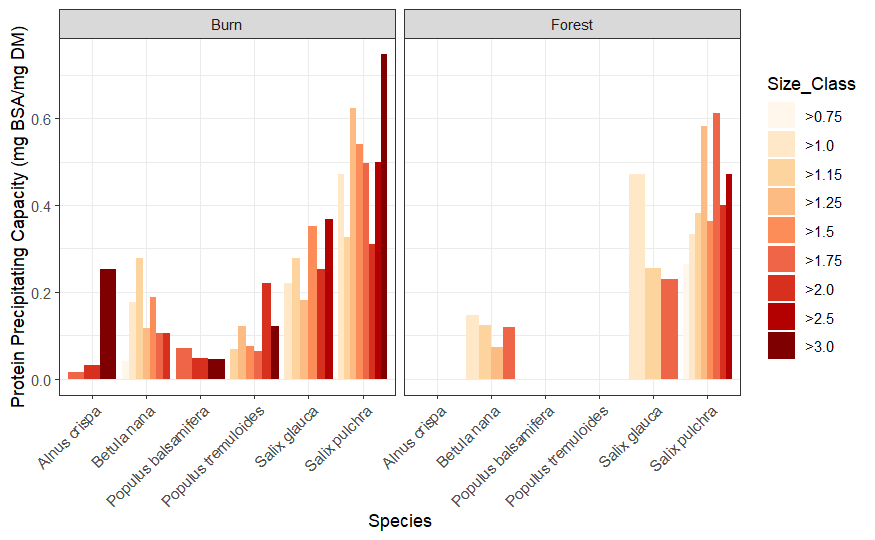 Burn
Forest
Protein Precipitating Capacity (mg BSA/mg DM)
0.6
0.4
0.2
0.0
Alnus crispa
Betula nana
Populus balsamifera
Populus tremuloides
Salix glauca
Salix pulchra
Alnus crispa
Betula nana
Populus balsamifera
Populus tremuloides
Salix glauca
Salix pulchra
Species
Size_Class
>0.75
>1.0
>1.15
>1.25
>1.5
>1.75
>2.0
>2.5
>3.0